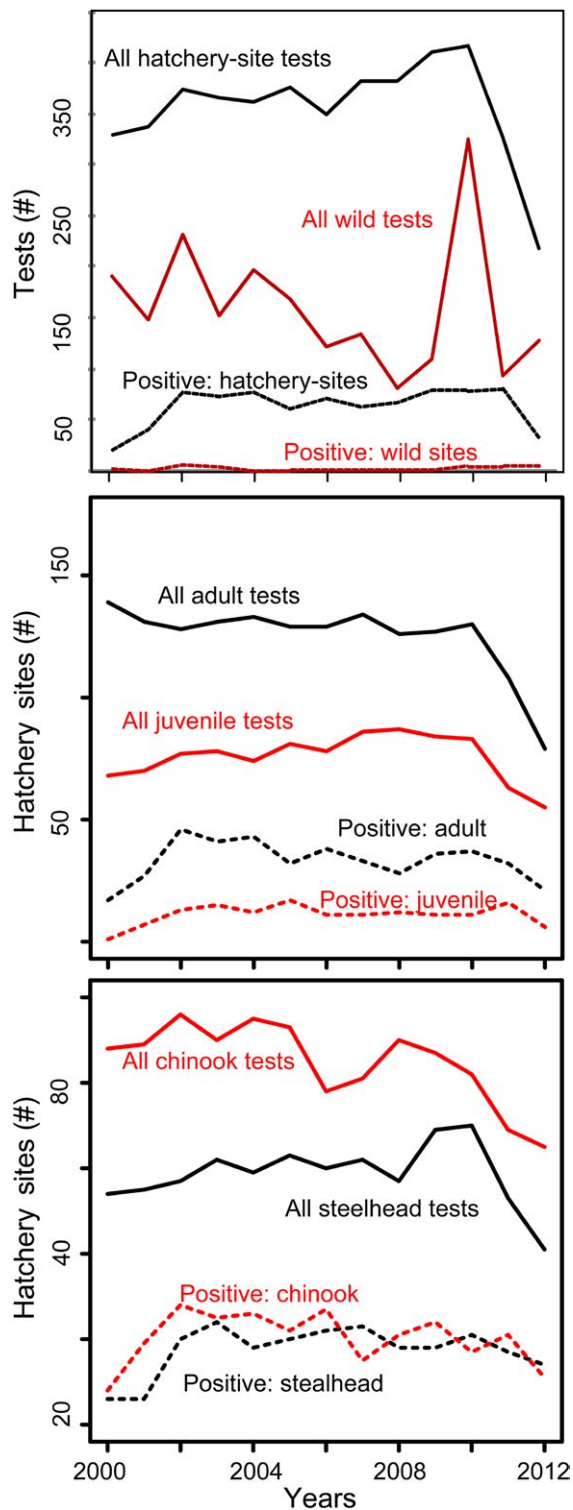 All hatchery-site tests
350
All wild tests
250
Tests (#)
150
Positive: hatchery-sites
50
Positive: wild sites
150
All adult tests
Hatchery sites (#)
All juvenile tests
50
Positive: adult
Positive: juvenile
All chinook tests
80
Hatchery sites (#)
All steelhead tests
40
Positive: chinook
Positive: stealhead
20
2000 2004 2008 2012
Years